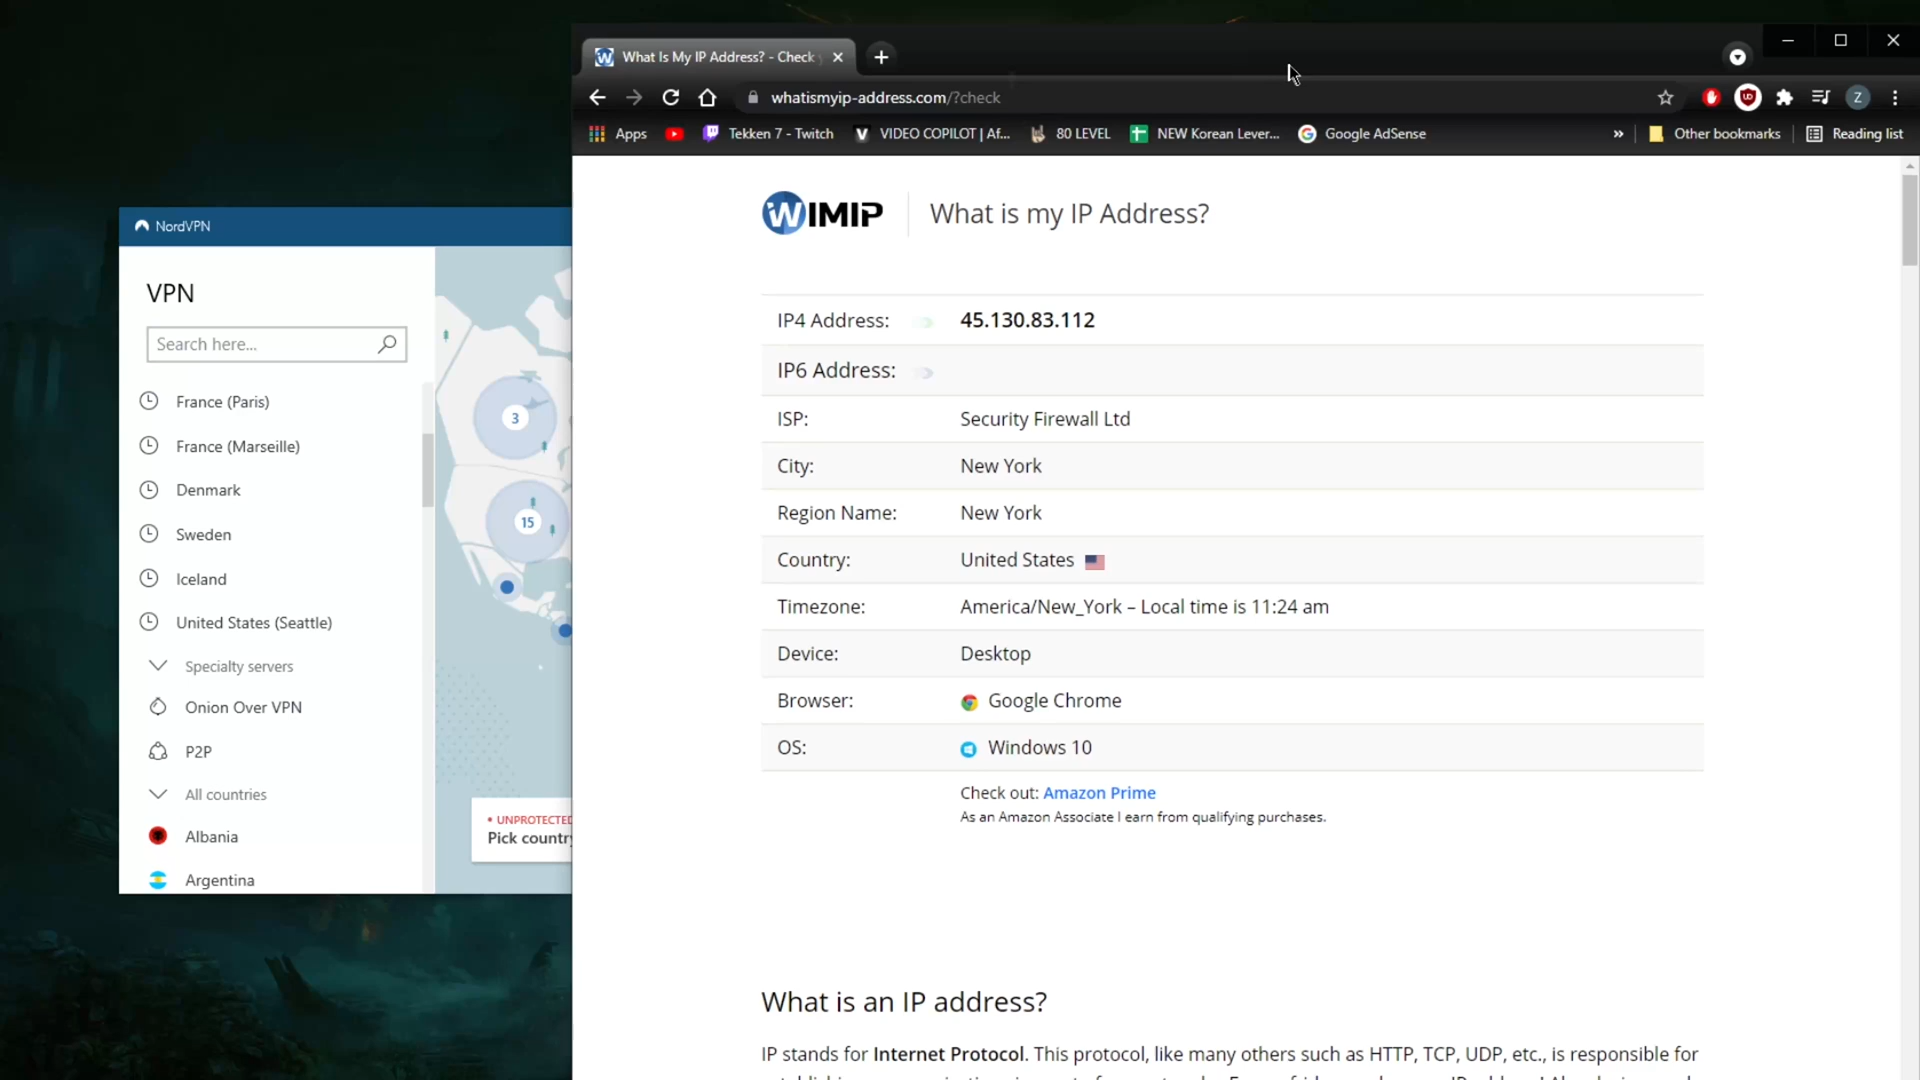 What Is My IP Address? - Check
whatismyip-address.com/?check
Apps
Tekken 7 - Twitch
VIDEO COPILOT | Af...
80 LEVEL
NEW Korean Lever...
Google AdSense
»
Other bookmarks
Reading list
Z
NordVPN
VPN
Search here...
France (Paris)
France (Marseille)
Denmark
Sweden
Iceland
United States (Seattle)
Specialty servers
Onion Over VPN
P2P
All countries
Albania
Argentina
3
15
UNPROTECTED
Pick country
WIMIP
What is my IP Address?
IP4 Address: 45.130.83.112
IP6 Address:
ISP: Security Firewall Ltd
City: New York
Region Name: New York
Country: United States
Timezone: America/New_York – Local time is 11:24 am
Device: Desktop
Browser: Google Chrome
OS: Windows 10
Check out: Amazon Prime
As an Amazon Associate I earn from qualifying purchases.
What is an IP address?
IP stands for Internet Protocol. This protocol, like many others such as HTTP, TCP, UDP, etc., is responsible for